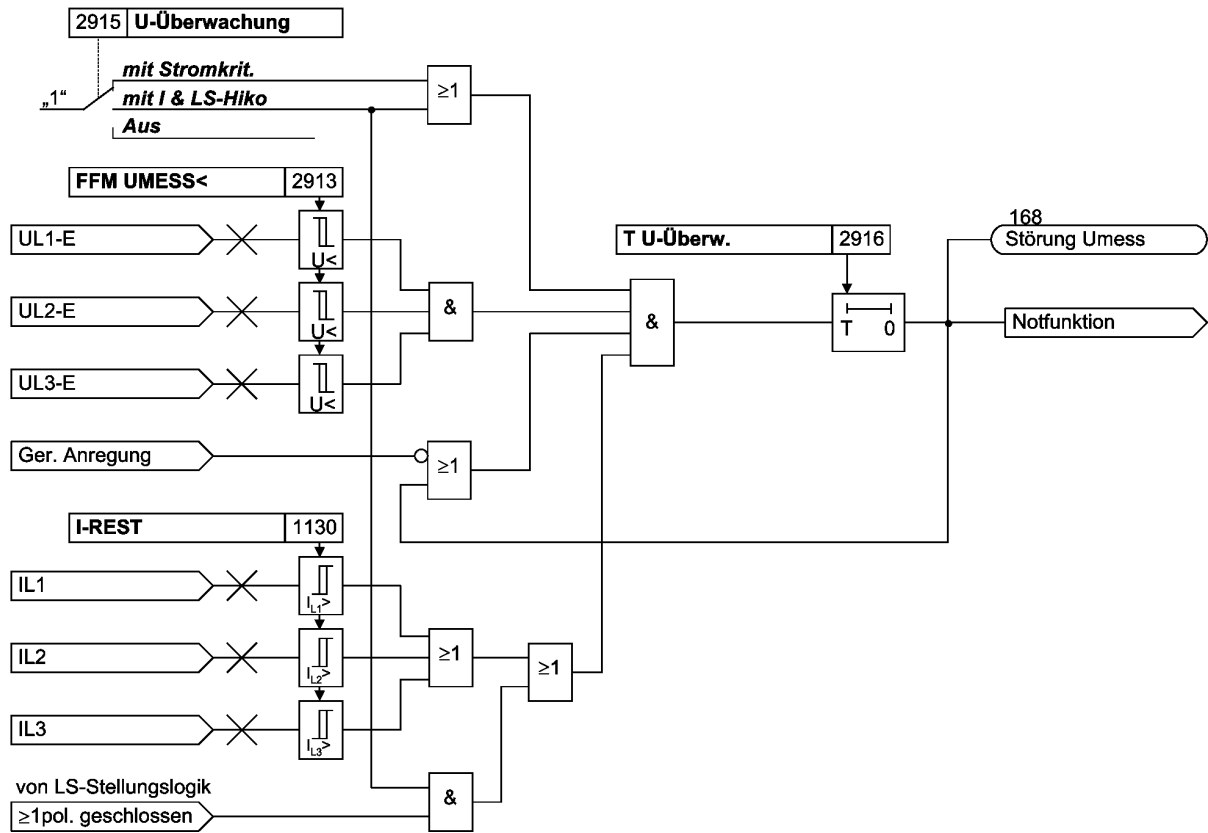 2915 U-Überwachung
mit Stromkrit.
„1“
mit I & LS-Hiko
Aus
≥1
FFM UMESS< 2913
UL1-E
U<
UL2-E
U<
UL3-E
U<
&
T U-Überw. 2916
&
T 0
168
Störung Umess
Notfunktion
Ger. Anregung
≥1
I-REST 1130
IL1
IL1>
IL2
IL2>
IL3
IL3>
≥1
≥1
von LS-Stellungslogik
≥1pol. geschlossen
&